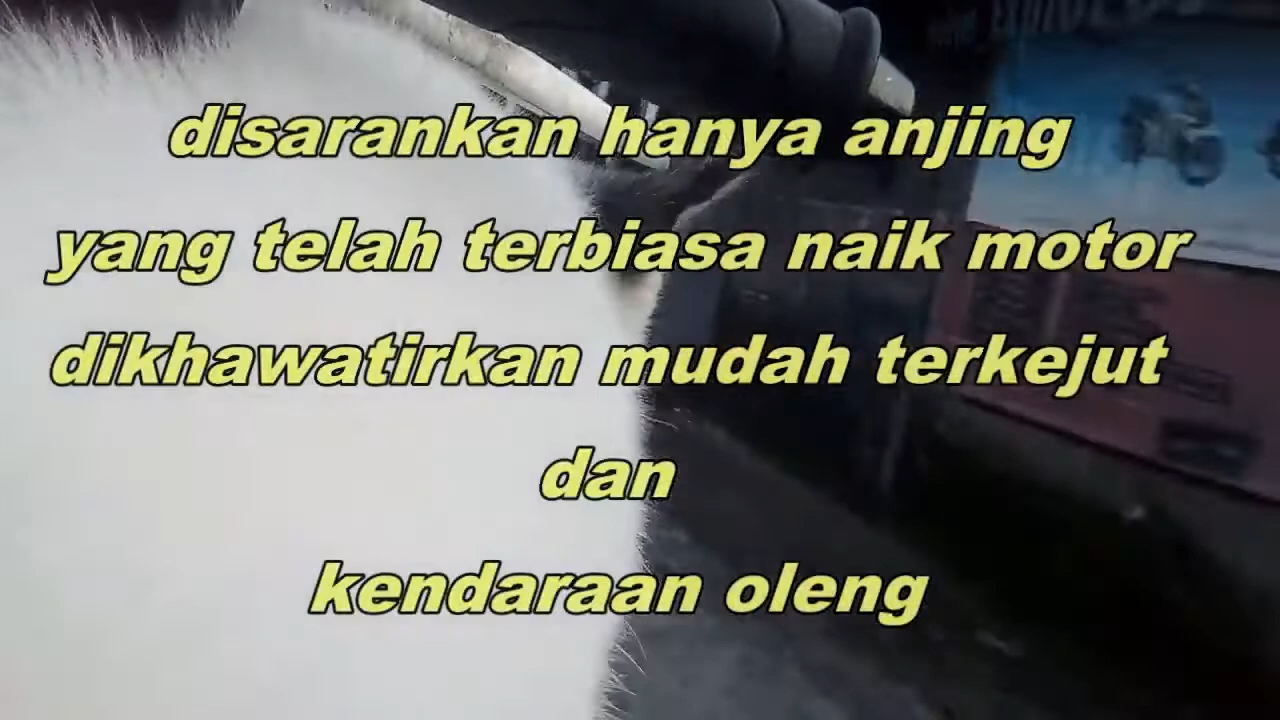 disarankan hanya anjing
yang telah terbiasa naik motor
dikhawatirkan mudah terkejut
dan
kendaraan oleng